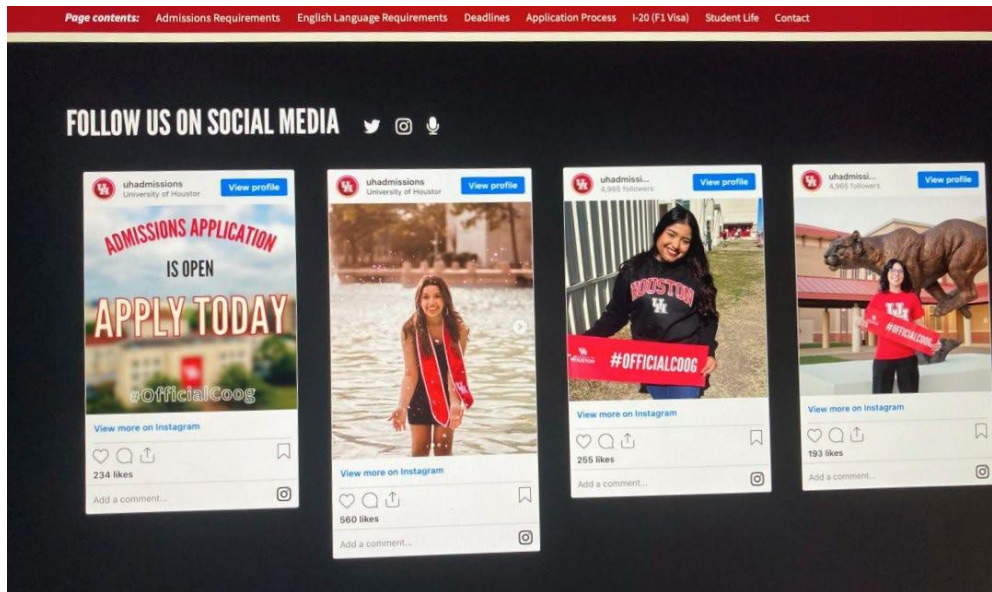 Page contents: Admissions Requirements English Language Requirements Deadlines Application Process I-20 (F1 Visa) Student Life Contact
FOLLOW US ON SOCIAL MEDIA
uhadmissions
University of Houston
View profile
ADMISSIONS APPLICATION
IS OPEN
APPLY TODAY
#OfficialCoog
View more on Instagram
234 likes
Add a comment...
uhadmissions
University of Houston
View profile
View more on Instagram
560 likes
Add a comment...
uhadmissi...
4,965 followers
View profile
HOUSTON
UH
#OFFICIALCOOG
View more on Instagram
255 likes
Add a comment...
uhadmissi...
4,965 followers
View profile
UH
#OFFICIALCOOG
View more on Instagram
193 likes
Add a comment...